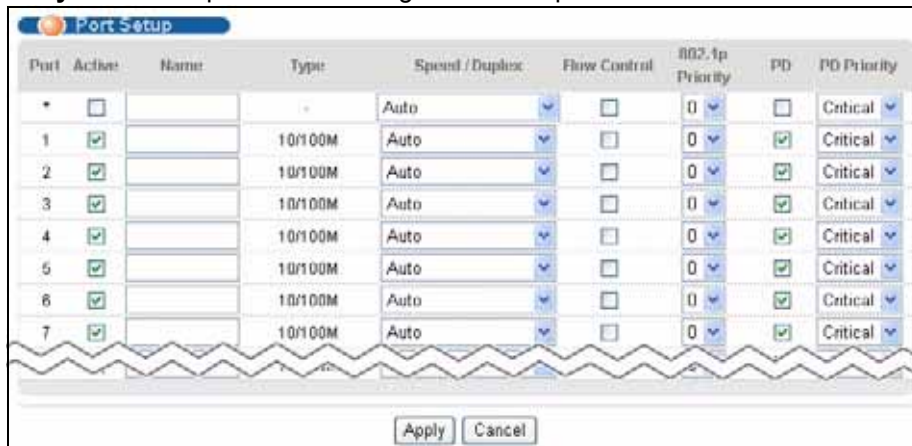 Port Setup
Port Active Name Type Speed / Duplex Flow Control 802.1p Priority PD PD Priority
* - Auto 0 Critical
1 10/100M Auto 0 Critical
2 10/100M Auto 0 Critical
3 10/100M Auto 0 Critical
4 10/100M Auto 0 Critical
5 10/100M Auto 0 Critical
6 10/100M Auto 0 Critical
7 10/100M Auto 0 Critical
Apply Cancel